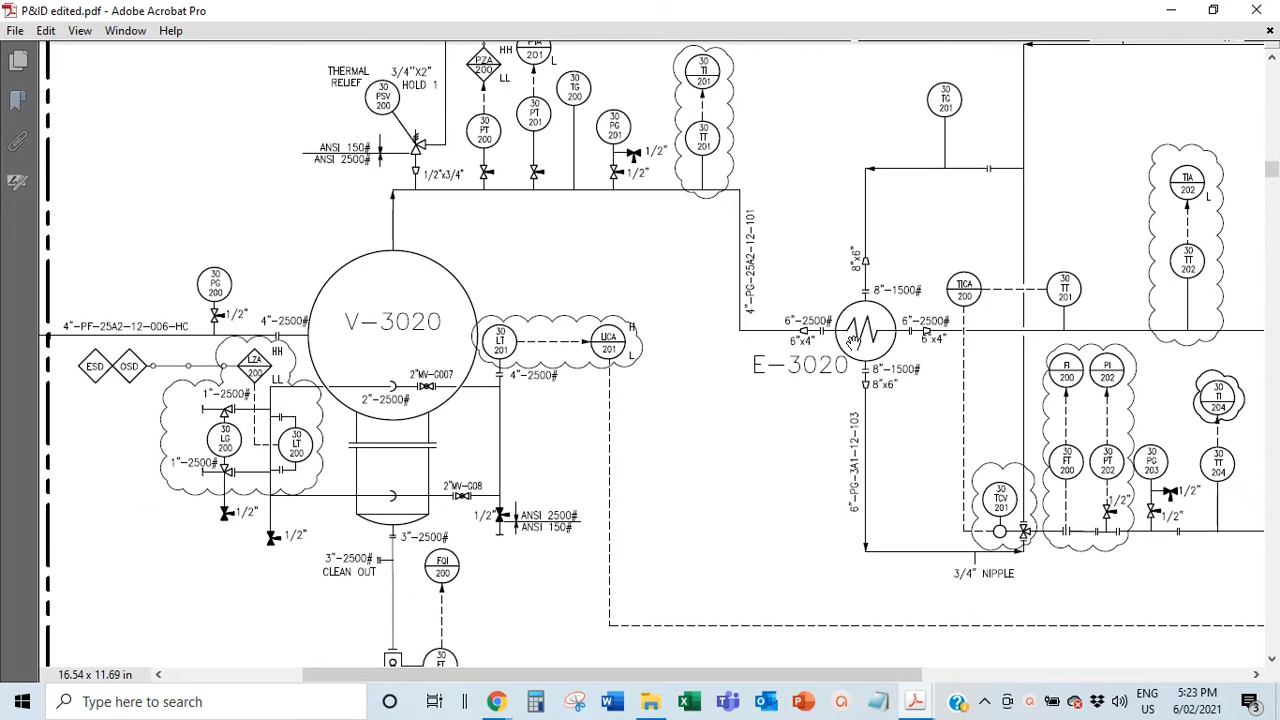 P&ID edited.pdf - Adobe Acrobat Pro
File Edit View Window Help
THERMAL
RELIEF
3/4"X2"
HOLD 1
30
PSV
200
ANSI 150#
ANSI 2500#
1/2"x3/4"
PZA
200
HH
LL
30
PT
200
201
L
30
PT
201
30
TG
200
30
PG
201
1/2"
1/2"
30
TI
201
30
TT
201
30
TG
201
TIA
202
L
30
TT
202
4"-PG-25A2-12-101
8"x6"
8"-1500#
TICA
200
30
TT
201
30
PG
200
1/2"
4"-PF-25A2-12-006-HC
4"-2500#
V-3020
30
LT
201
LICA
201
H
L
4"-2500#
6"-2500#
6"x4"
6"-2500#
6"x4"
E-3020
8"-1500#
8"x6"
ESD
OSD
LZA
200
HH
LL
2"MV-G007
2"-2500#
1"-2500#
30
LG
200
30
LT
200
1"-2500#
1/2"
1/2"
2"MV-G08
1/2"
ANSI 2500#
ANSI 150#
3"-2500#
3"-2500#
CLEAN OUT
FQI
200
30
FT
6"-PG-3A1-12-103
30
TCV
201
3/4" NIPPLE
FI
200
PI
202
30
FT
200
30
PT
202
1/2"
30
PG
203
1/2"
1/2"
30
TI
204
30
TT
204
16.54 x 11.69 in
Type here to search
ENG
US
5:23 PM
6/02/2021
3